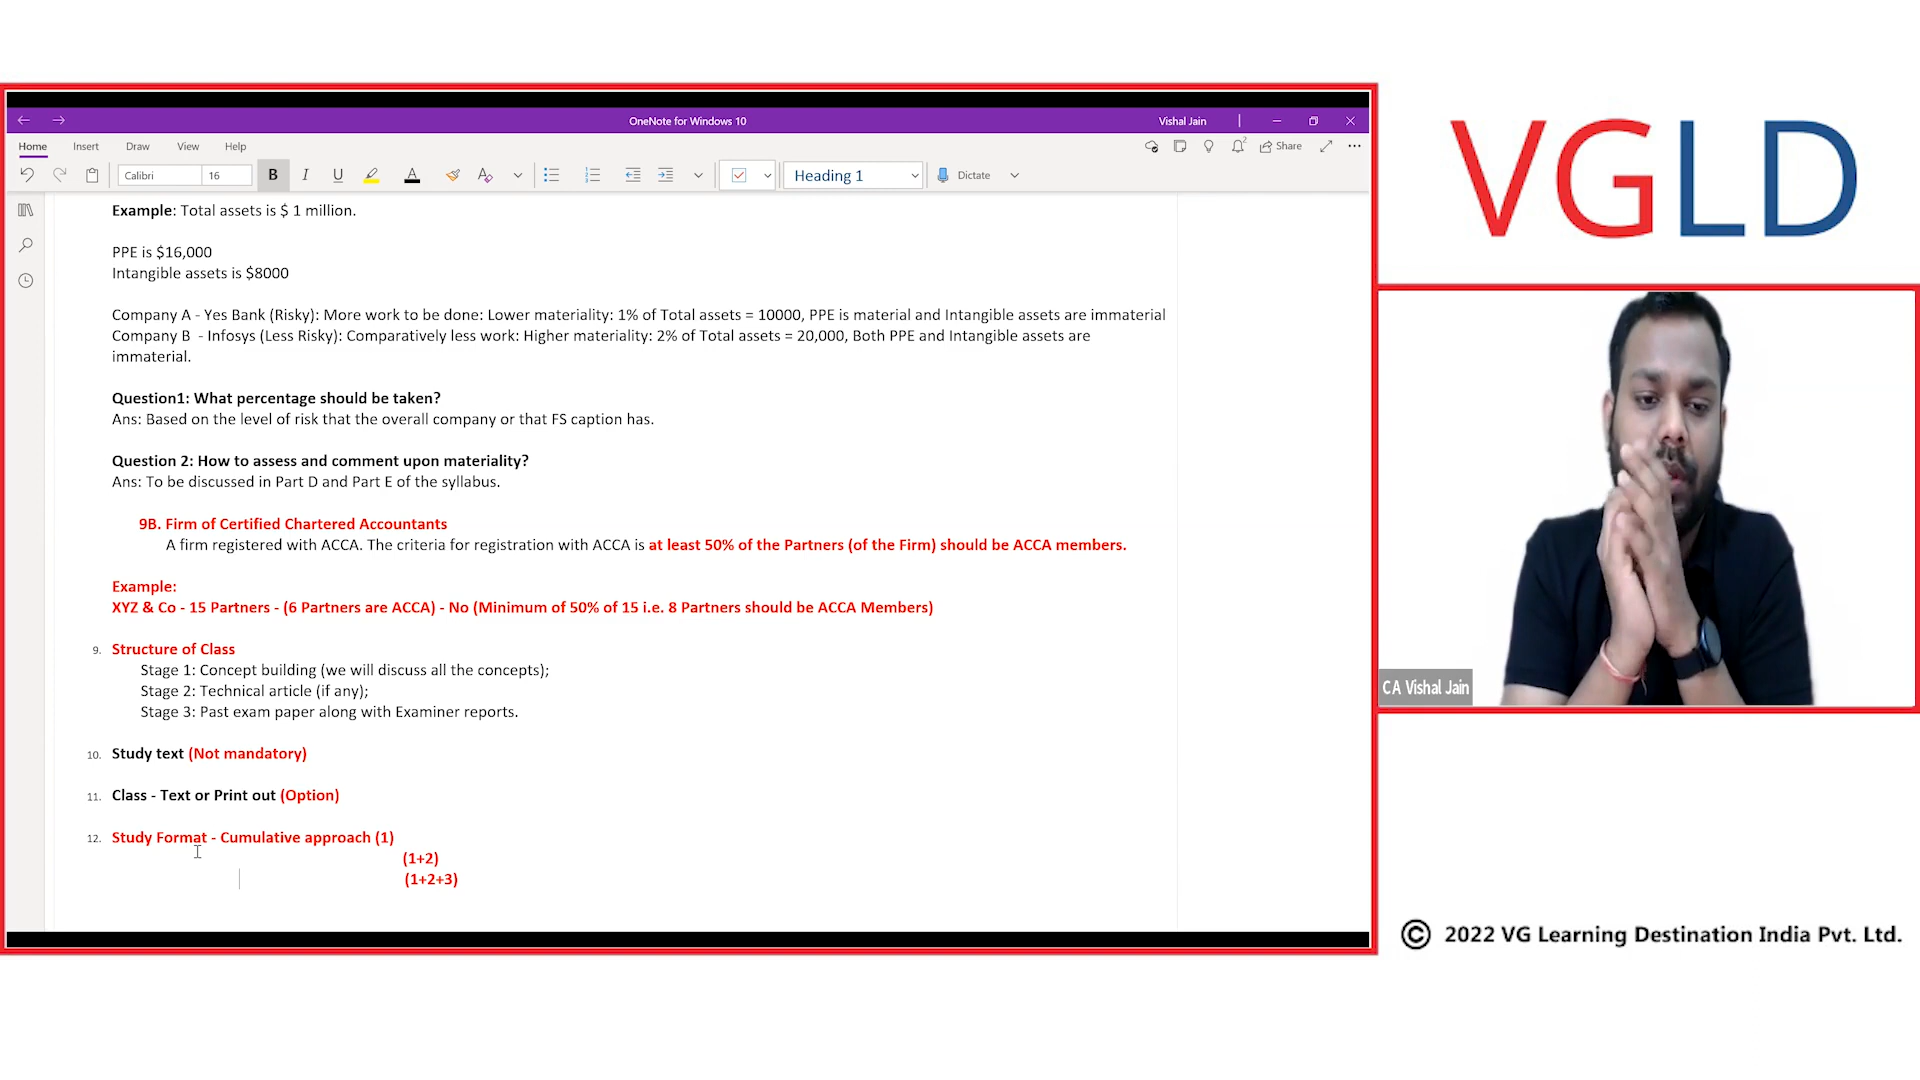 OneNote for Windows 10
Vishal Jain
Home Insert Draw View Help
Share
Calibri 16 B I U A A Heading 1 Dictate
Example: Total assets is $ 1 million.
PPE is $16,000
Intangible assets is $8000
Company A - Yes Bank (Risky): More work to be done: Lower materiality: 1% of Total assets = 10000, PPE is material and Intangible assets are immaterial
Company B - Infosys (Less Risky): Comparatively less work: Higher materiality: 2% of Total assets = 20,000, Both PPE and Intangible assets are
immaterial.
Question1: What percentage should be taken?
Ans: Based on the level of risk that the overall company or that FS caption has.
Question 2: How to assess and comment upon materiality?
Ans: To be discussed in Part D and Part E of the syllabus.
9B. Firm of Certified Chartered Accountants
A firm registered with ACCA. The criteria for registration with ACCA is at least 50% of the Partners (of the Firm) should be ACCA members.
Example:
XYZ & Co - 15 Partners - (6 Partners are ACCA) - No (Minimum of 50% of 15 i.e. 8 Partners should be ACCA Members)
9. Structure of Class
Stage 1: Concept building (we will discuss all the concepts);
Stage 2: Technical article (if any);
Stage 3: Past exam paper along with Examiner reports.
10. Study text (Not mandatory)
11. Class - Text or Print out (Option)
12. Study Format - Cumulative approach (1)
(1+2)
(1+2+3)
VGLD
CA Vishal Jain
© 2022 VG Learning Destination India Pvt. Ltd.